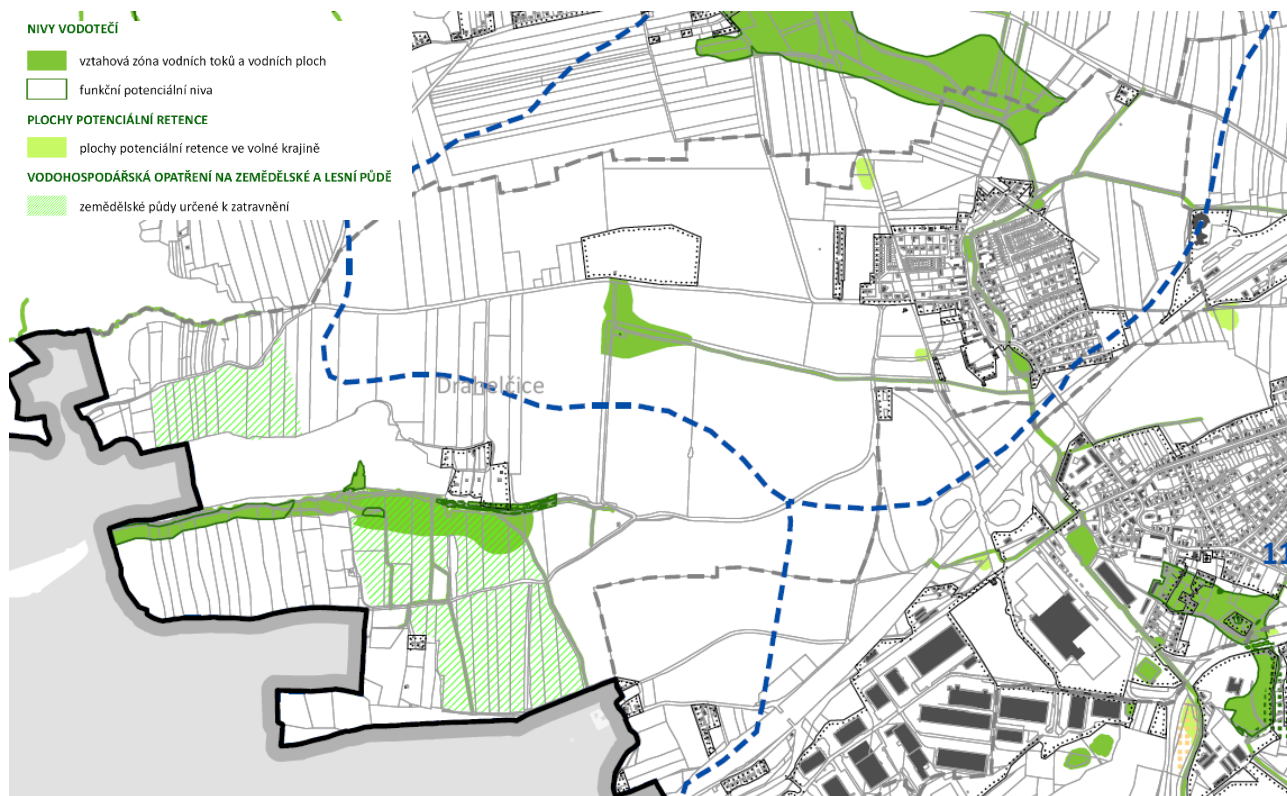 NIVY VODOTEČÍ
vztahová zóna vodních toků a vodních ploch
funkční potenciální niva
PLOCHY POTENCIÁLNÍ RETENCE
plochy potenciální retence ve volné krajině
VODOHOSPODÁŘSKÁ OPATŘENÍ NA ZEMĚDĚLSKÉ A LESNÍ PŮDĚ
zemědělské půdy určené k zatravnění
Drahelčice
11